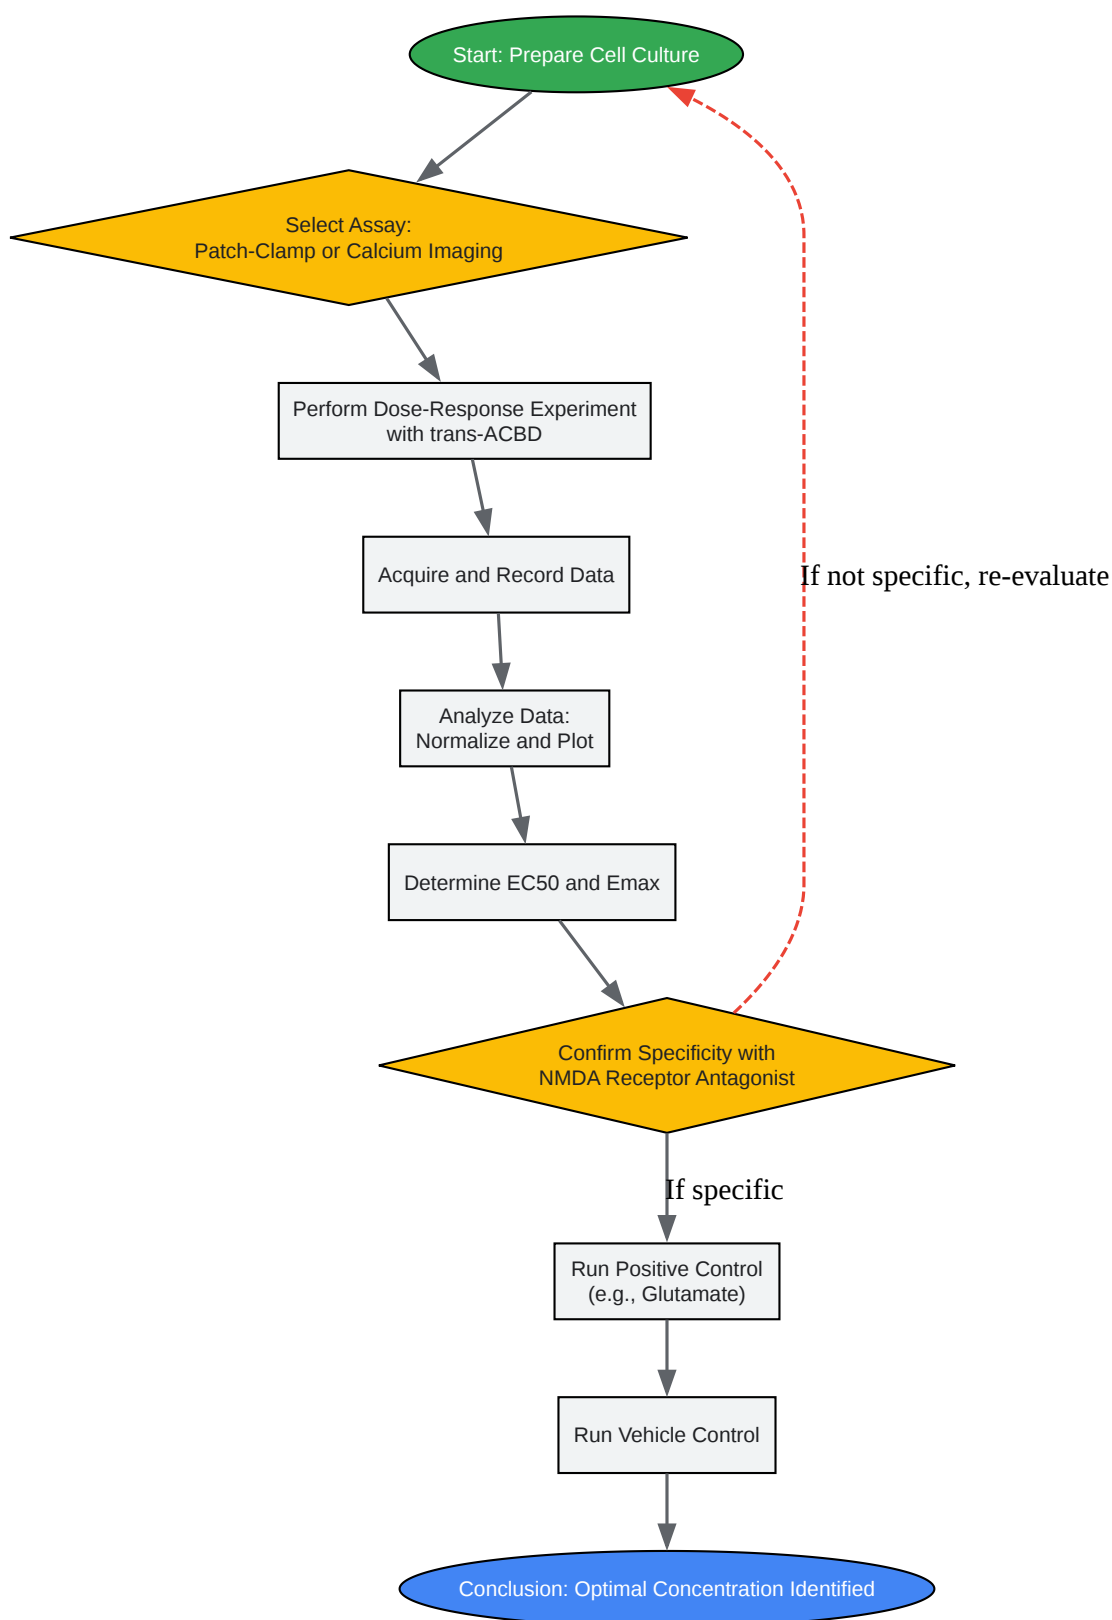 Start: Prepare Cell Culture
Select Assay:
Patch-Clamp or Calcium Imaging
Perform Dose-Response Experiment
with trans-ACBD
Acquire and Record Data
If not specific, re-evaluate
Analyze Data:
Normalize and Plot
Determine EC50 and Emax
Confirm Specificity with
NMDA Receptor Antagonist
If specific
Run Positive Control
(e.g., Glutamate)
Run Vehicle Control
Conclusion: Optimal Concentration Identified